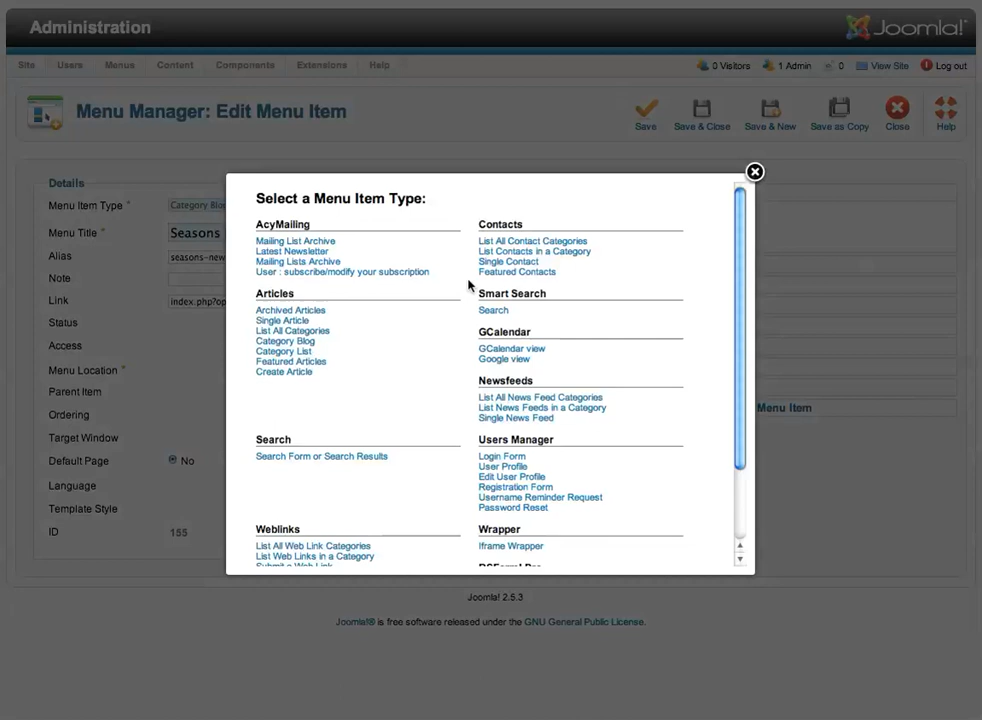 Administration
Joomla!
Site Users Menus Content Components Extensions Help
0 Visitors 1 Admin 0 View Site Log out
Menu Manager: Edit Menu Item
Save Save & Close Save & New Save as Copy Close Help
Details
Menu Item Type *
Menu Title *
Seasons
Alias
seasons-new
Note
Link
index.php?op
Status
Access
Menu Location *
Parent Item
Ordering
Target Window
Default Page
No
Language
Template Style
ID
155
Menu Item
Select a Menu Item Type:
AcyMailing
Mailing List Archive
Latest Newsletter
Mailing Lists Archive
User : subscribe/modify your subscription
Articles
Archived Articles
Single Article
List All Categories
Category Blog
Category List
Featured Articles
Create Article
Search
Search Form or Search Results
Weblinks
List All Web Link Categories
List Web Links in a Category
Contacts
List All Contact Categories
List Contacts in a Category
Single Contact
Featured Contacts
Smart Search
Search
GCalendar
GCalendar view
Google view
Newsfeeds
List All News Feed Categories
List News Feeds in a Category
Single News Feed
Users Manager
Login Form
User Profile
Edit User Profile
Registration Form
Username Reminder Request
Password Reset
Wrapper
Iframe Wrapper
Joomla! 2.5.3
Joomla!® is free software released under the GNU General Public License.